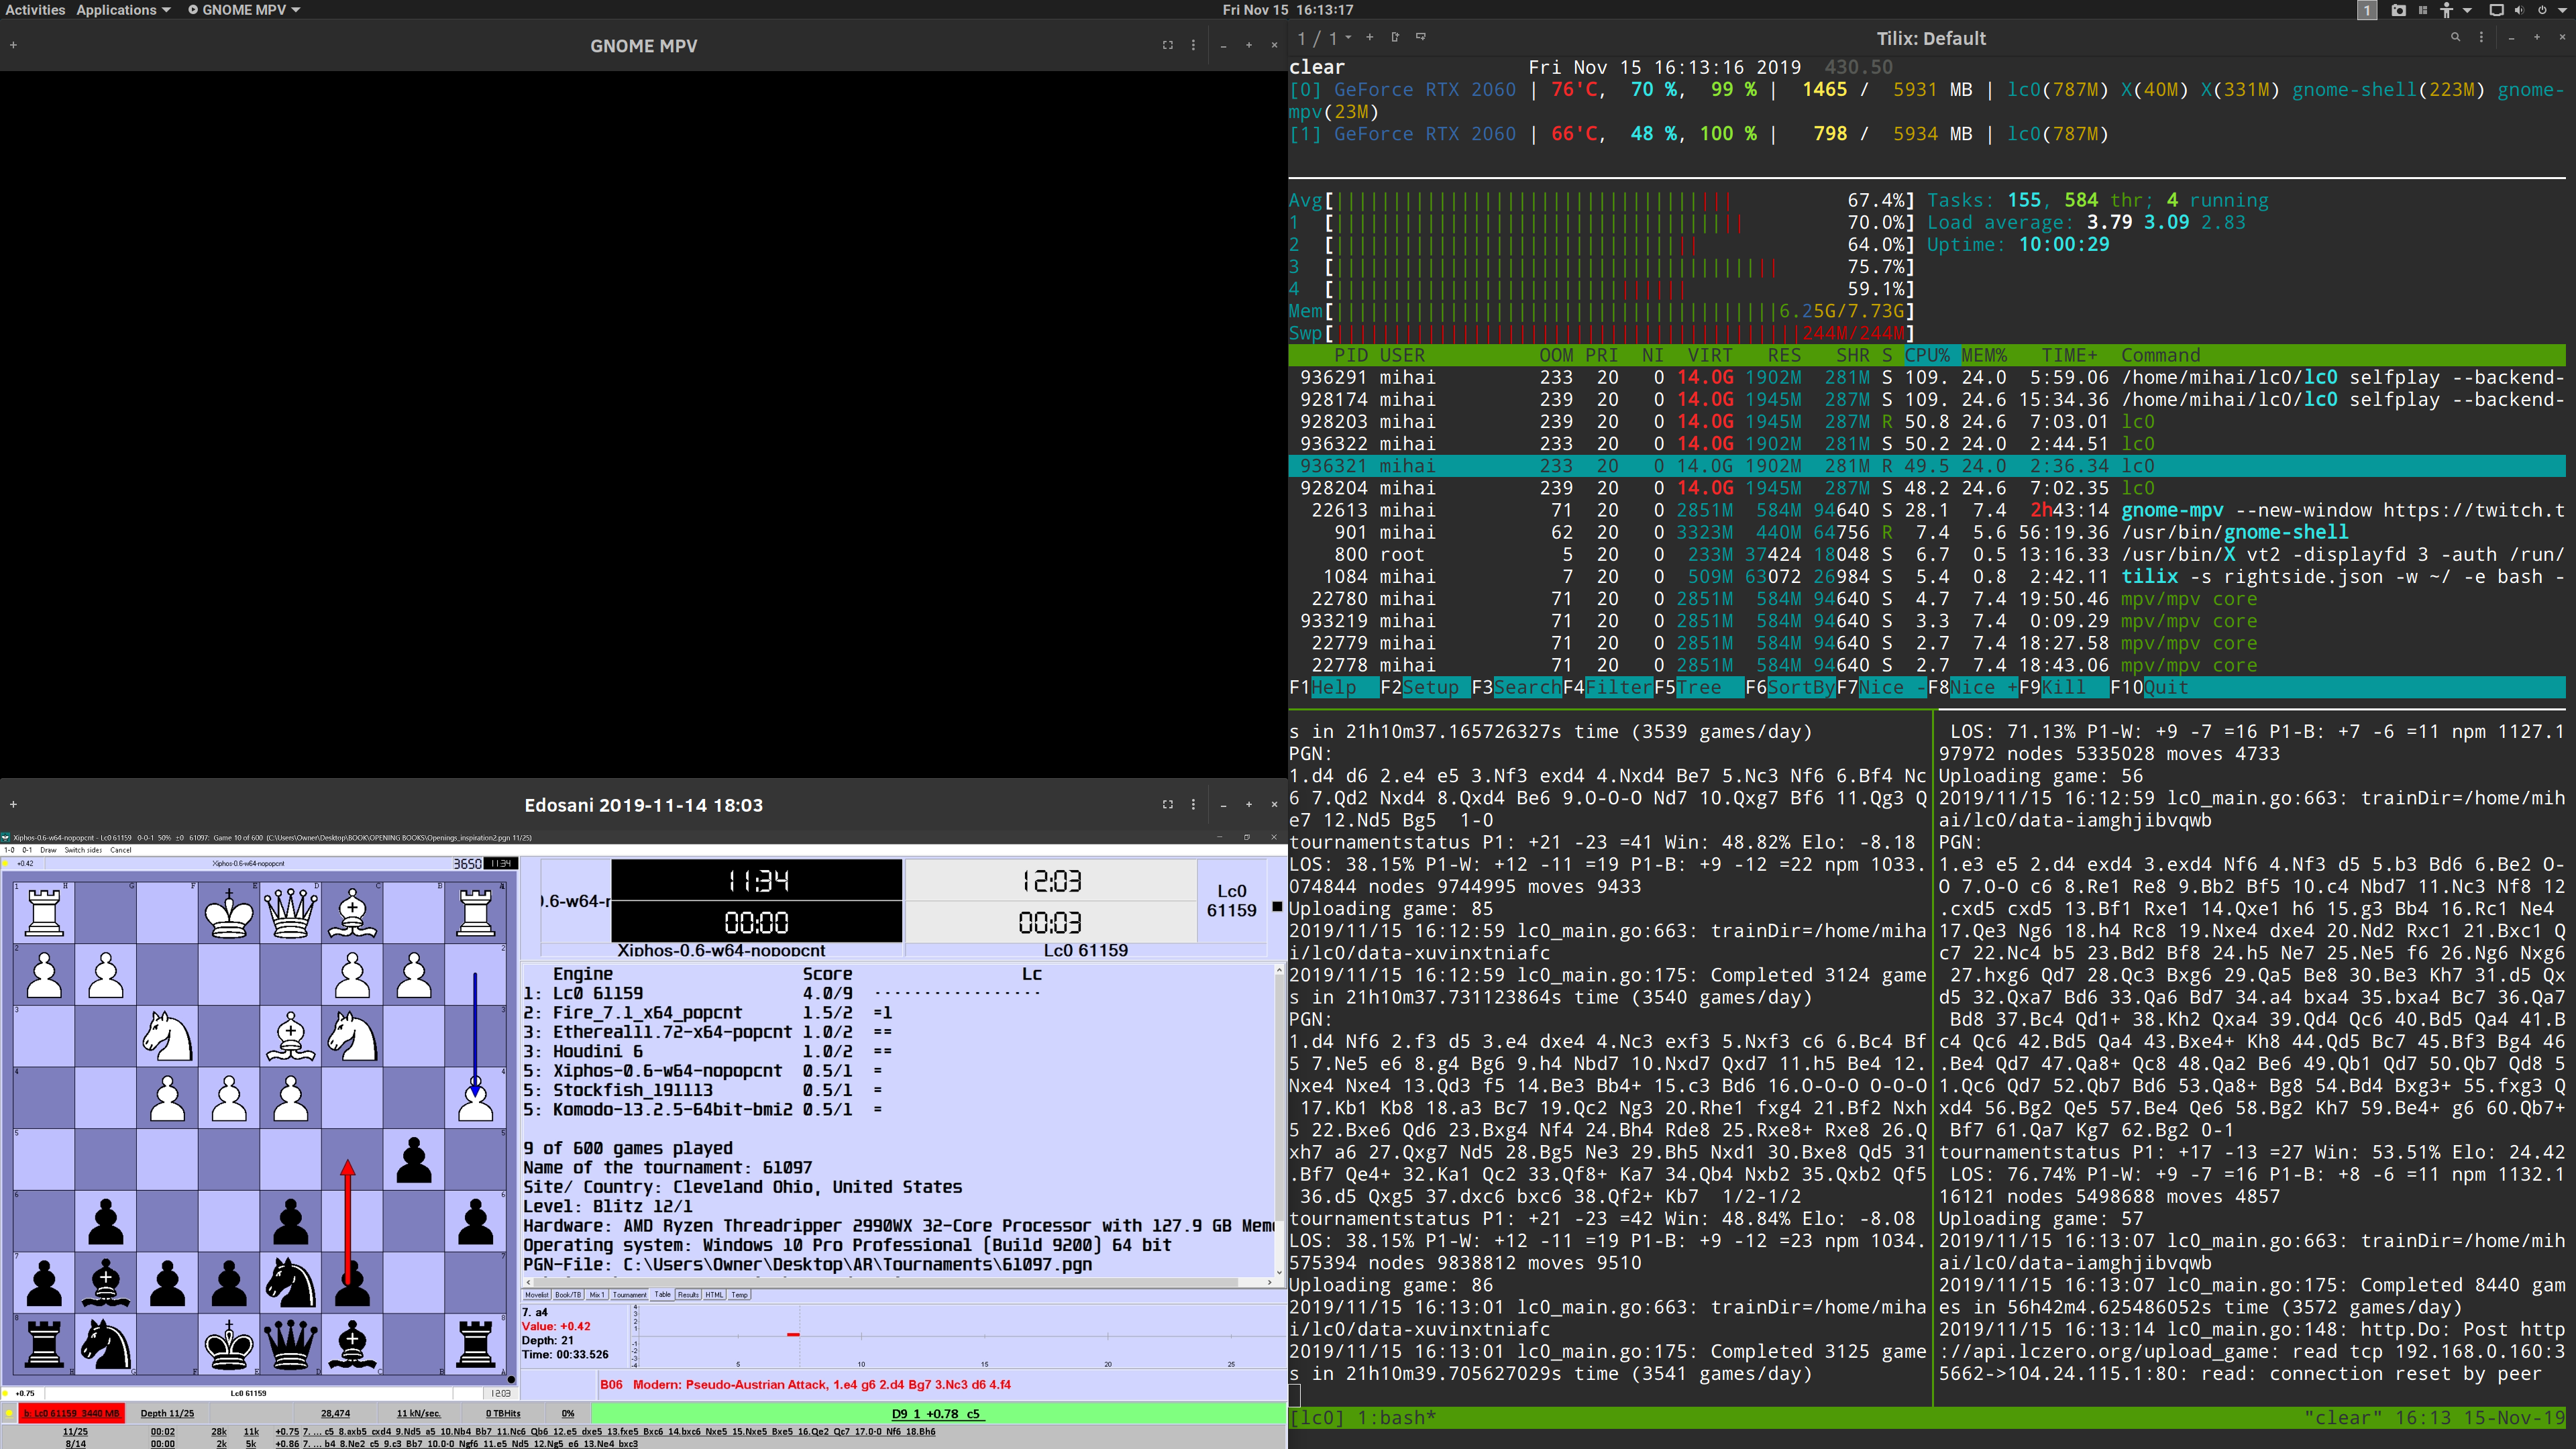 Activities Applications GNOME MPV Fri Nov 15 16:13:17 1
GNOME MPV
1 / 1 Tilix: Default
clear Fri Nov 15 16:13:16 2019 430.50
[0] GeForce RTX 2060 | 76'C, 70 %, 99 % | 1465 / 5931 MB | lc0(787M) X(40M) X(331M) gnome-shell(223M) gnome-
mpv(23M)
[1] GeForce RTX 2060 | 66'C, 48 %, 100 % | 798 / 5934 MB | lc0(787M)
Avg[ 67.4%] Tasks: 155, 584 thr; 4 running
1 [ 70.0%] Load average: 3.79 3.09 2.83
2 [ 64.0%] Uptime: 10:00:29
3 [ 75.7%]
4 [ 59.1%]
Mem[ 6.25G/7.73G]
Swp[ 244M/244M]
PID USER OOM PRI NI VIRT RES SHR S CPU% MEM% TIME+ Command
936291 mihai 233 20 0 14.0G 1902M 281M S 109. 24.0 5:59.06 /home/mihai/lc0/lc0 selfplay --backend-
928174 mihai 239 20 0 14.0G 1945M 287M S 109. 24.6 15:34.36 /home/mihai/lc0/lc0 selfplay --backend-
928203 mihai 239 20 0 14.0G 1945M 287M R 50.8 24.6 7:03.01 lc0
936322 mihai 233 20 0 14.0G 1902M 281M S 50.2 24.0 2:44.51 lc0
936321 mihai 233 20 0 14.0G 1902M 281M R 49.5 24.0 2:36.34 lc0
928204 mihai 239 20 0 14.0G 1945M 287M S 48.2 24.6 7:02.35 lc0
22613 mihai 71 20 0 2851M 584M 94640 S 28.1 7.4 2h43:14 gnome-mpv --new-window https://twitch.t
901 mihai 62 20 0 3323M 440M 64756 R 7.4 5.6 56:19.36 /usr/bin/gnome-shell
800 root 5 20 0 233M 37424 18048 S 6.7 0.5 13:16.33 /usr/bin/X vt2 -displayfd 3 -auth /run/
1084 mihai 7 20 0 509M 63072 26984 S 5.4 0.8 2:42.11 tilix -s rightside.json -w ~/ -e bash -
22780 mihai 71 20 0 2851M 584M 94640 S 4.7 7.4 19:50.46 mpv/mpv core
933219 mihai 71 20 0 2851M 584M 94640 S 3.3 7.4 0:09.29 mpv/mpv core
22779 mihai 71 20 0 2851M 584M 94640 S 2.7 7.4 18:27.58 mpv/mpv core
22778 mihai 71 20 0 2851M 584M 94640 S 2.7 7.4 18:43.06 mpv/mpv core
F1Help F2Setup F3SearchF4FilterF5Tree F6SortByF7Nice -F8Nice +F9Kill F10Quit
s in 21h10m37.165726327s time (3539 games/day)
PGN:
1.d4 d6 2.e4 e5 3.Nf3 exd4 4.Nxd4 Be7 5.Nc3 Nf6 6.Bf4 Nc
6 7.Qd2 Nxd4 8.Qxd4 Be6 9.O-O-O Nd7 10.Qxg7 Bf6 11.Qg3 Q
e7 12.Nd5 Bg5 1-0
tournamentstatus P1: +21 -23 =41 Win: 48.82% Elo: -8.18
LOS: 38.15% P1-W: +12 -11 =19 P1-B: +9 -12 =22 npm 1033.
074844 nodes 9744995 moves 9433
Uploading game: 85
2019/11/15 16:12:59 lc0_main.go:663: trainDir=/home/miha
i/lc0/data-xuvinxtniafc
2019/11/15 16:12:59 lc0_main.go:175: Completed 3124 game
s in 21h10m37.731123864s time (3540 games/day)
PGN:
1.d4 Nf6 2.f3 d5 3.e4 dxe4 4.Nc3 exf3 5.Nxf3 c6 6.Bc4 Bf
5 7.Ne5 e6 8.g4 Bg6 9.h4 Nbd7 10.Nxd7 Qxd7 11.h5 Be4 12.
Nxe4 Nxe4 13.Qd3 f5 14.Be3 Bb4+ 15.c3 Bd6 16.O-O-O O-O-O
17.Kb1 Kb8 18.a3 Bc7 19.Qc2 Ng3 20.Rhe1 fxg4 21.Bf2 Nxh
5 22.Bxe6 Qd6 23.Bxg4 Nf4 24.Bh4 Rde8 25.Rxe8+ Rxe8 26.Q
xh7 a6 27.Qxg7 Nd5 28.Bg5 Ne3 29.Bh5 Nxd1 30.Bxe8 Qd5 31
.Bf7 Qe4+ 32.Ka1 Qc2 33.Qf8+ Ka7 34.Qb4 Nxb2 35.Qxb2 Qf5
36.d5 Qxg5 37.dxc6 bxc6 38.Qf2+ Kb7 1/2-1/2
tournamentstatus P1: +21 -23 =42 Win: 48.84% Elo: -8.08
LOS: 38.15% P1-W: +12 -11 =19 P1-B: +9 -12 =23 npm 1034.
575394 nodes 9838812 moves 9510
Uploading game: 86
2019/11/15 16:13:01 lc0_main.go:663: trainDir=/home/miha
i/lc0/data-xuvinxtniafc
2019/11/15 16:13:01 lc0_main.go:175: Completed 3125 game
s in 21h10m39.705627029s time (3541 games/day)
LOS: 71.13% P1-W: +9 -7 =16 P1-B: +7 -6 =11 npm 1127.1
97972 nodes 5335028 moves 4733
Uploading game: 56
2019/11/15 16:12:59 lc0_main.go:663: trainDir=/home/mih
ai/lc0/data-iamghjibvqwb
PGN:
1.e3 e5 2.d4 exd4 3.exd4 Nf6 4.Nf3 d5 5.b3 Bd6 6.Be2 O-
O 7.O-O c6 8.Re1 Re8 9.Bb2 Bf5 10.c4 Nbd7 11.Nc3 Nf8 12
.cxd5 cxd5 13.Bf1 Rxe1 14.Qxe1 h6 15.g3 Bb4 16.Rc1 Ne4
17.Qe3 Ng6 18.h4 Rc8 19.Nxe4 dxe4 20.Nd2 Rxc1 21.Bxc1 Q
c7 22.Nc4 b5 23.Bd2 Bf8 24.h5 Ne7 25.Ne5 f6 26.Ng6 Nxg6
27.hxg6 Qd7 28.Qc3 Bxg6 29.Qa5 Be8 30.Be3 Kh7 31.d5 Qx
d5 32.Qxa7 Bd6 33.Qa6 Bd7 34.a4 bxa4 35.bxa4 Bc7 36.Qa7
Bd8 37.Bc4 Qd1+ 38.Kh2 Qxa4 39.Qd4 Qc6 40.Bd5 Qa4 41.B
c4 Qc6 42.Bd5 Qa4 43.Bxe4+ Kh8 44.Qd5 Bc7 45.Bf3 Bg4 46
.Be4 Qd7 47.Qa8+ Qc8 48.Qa2 Be6 49.Qb1 Qd7 50.Qb7 Qd8 5
1.Qc6 Qd7 52.Qb7 Bd6 53.Qa8+ Bg8 54.Bd4 Bxg3+ 55.fxg3 Q
xd4 56.Bg2 Qe5 57.Be4 Qe6 58.Bg2 Kh7 59.Be4+ g6 60.Qb7+
Bf7 61.Qa7 Kg7 62.Bg2 0-1
tournamentstatus P1: +17 -13 =27 Win: 53.51% Elo: 24.42
LOS: 76.74% P1-W: +9 -7 =16 P1-B: +8 -6 =11 npm 1132.1
16121 nodes 5498688 moves 4857
Uploading game: 57
2019/11/15 16:13:07 lc0_main.go:663: trainDir=/home/mih
ai/lc0/data-iamghjibvqwb
2019/11/15 16:13:07 lc0_main.go:175: Completed 8440 gam
es in 56h42m4.625486052s time (3572 games/day)
2019/11/15 16:13:14 lc0_main.go:148: http.Do: Post http
://api.lczero.org/upload_game: read tcp 192.168.0.160:3
5662->104.24.115.1:80: read: connection reset by peer
[lc0] 1:bash* "clear" 16:13 15-Nov-19
Edosani 2019-11-14 18:03
Xiphos-0.6-w64-nopopcnt - Lc0 61159 0-0-1 50% ±0 61097: Game 10 of 600 (C:\Users\Owner\Desktop\BOOK\OPENING BOOKS\Openings_inspiration2.pgn 11/25)
1-0 0-1 Draw Switch sides Cancel
+0.42 Xiphos-0.6-w64-nopopcnt 3650 11:34
11:34 12:03
0.6-w64-r Lc0
61159
00:00 00:03
Xiphos-0.6-w64-nopopcnt Lc0 61159
Engine Score Lc
1: Lc0 61159 4.0/9 ··················
2: Fire_7.1_x64_popcnt 1.5/2 =1
3: Ethereal11.72-x64-popcnt 1.0/2 ==
3: Houdini 6 1.0/2 ==
5: Xiphos-0.6-w64-nopopcnt 0.5/1 =
5: Stockfish_191113 0.5/1 =
5: Komodo-13.2.5-64bit-bmi2 0.5/1 =
9 of 600 games played
Name of the tournament: 61097
Site/ Country: Cleveland Ohio, United States
Level: Blitz 12/1
Hardware: AMD Ryzen Threadripper 2990WX 32-Core Processor with 127.9 GB Mem
Operating system: Windows 10 Pro Professional (Build 9200) 64 bit
PGN-File: C:\Users\Owner\Desktop\AR\Tournaments\61097.pgn
Movelist Book/TB Mix 1 Tournament Table Results HTML Temp
7. a4
Value: +0.42
Depth: 21
Time: 00:33.526
5 10 15 20 25
B06 Modern: Pseudo-Austrian Attack, 1.e4 g6 2.d4 Bg7 3.Nc3 d6 4.f4
+0.75 Lc0 61159 12:03
b: Lc0 61159 3440 MB Depth 11/25 28,474 11 kN/sec. 0 TBHits 0% D9 1 +0.78 c5
11/25 00:02 28k 11k +0.75 7. ... c5 8.axb5 cxd4 9.Nd5 a5 10.Nb4 Bb7 11.Nc6 Qb6 12.e5 dxe5 13.fxe5 Bxc6 14.bxc6 Nxe5 15.Nxe5 Bxe5 16.Qe2 Qc7 17.0-0 Nf6 18.Bh6
8/14 00:00 2k 5k +0.86 7. ... b4 8.Ne2 c5 9.c3 Bb7 10.0-0 Ngf6 11.e5 Nd5 12.Ng5 e6 13.Ne4 bxc3